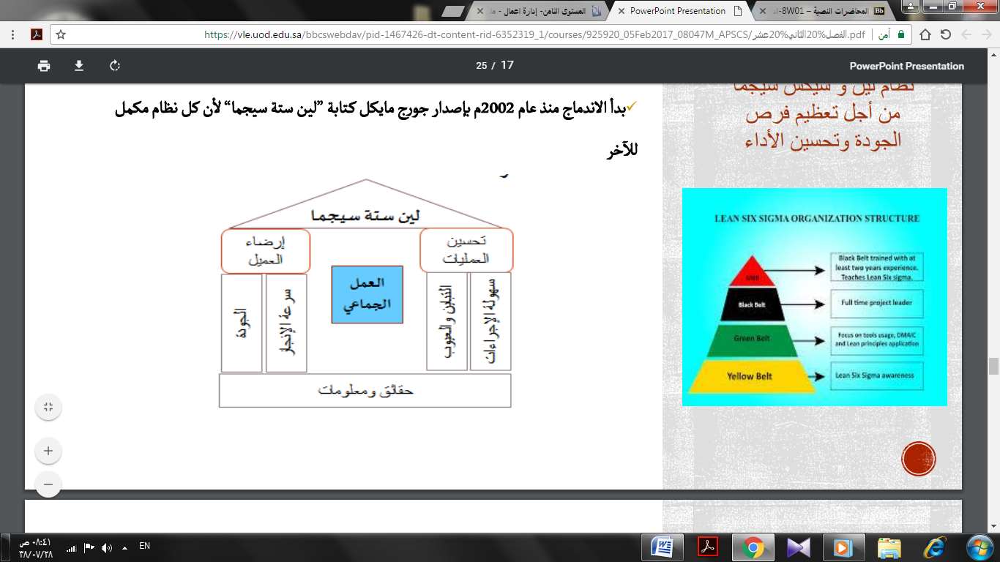 المستوى الثامن- إدارة اعمال - ما
PowerPoint Presentation
المحاضرات النصية – 8W01-ا
https://vle.uod.edu.sa/bbcswebdav/pid-1467426-dt-content-rid-6352319_1/courses/925920_05Feb2017_08047M_APSCS/الفصل%20الثاني%20عشر.pdf
آمن
25 / 17
PowerPoint Presentation
نظام لين و سيكس سيجما
من أجل تعظيم فرص
الجودة وتحسين الأداء
بدأ الاندماج منذ عام 2002م بإصدار جورج مايكل كتابة ”لين ستة سيجما“ لأن كل نظام مكمل
للآخر
لين ستة سيجما
تحسين
العمليات
إرضاء
العميل
العمل
الجماعي
سهولة الإجراءات
التباين والعيوب
سرعة الإنجاز
الجودة
حقائق ومعلومات
LEAN SIX SIGMA ORGANIZATION STRUCTURE
MBB
Black Belt trained with at
least two years experience.
Teaches Lean Six sigma.
Black Belt
Full time project leader
Green Belt
Focus on tools usage, DMAIC
and Lean principles application
Yellow Belt
Lean Six Sigma awareness
EN
٠٨:٤١ ص
٣٨/٠٧/٢٨